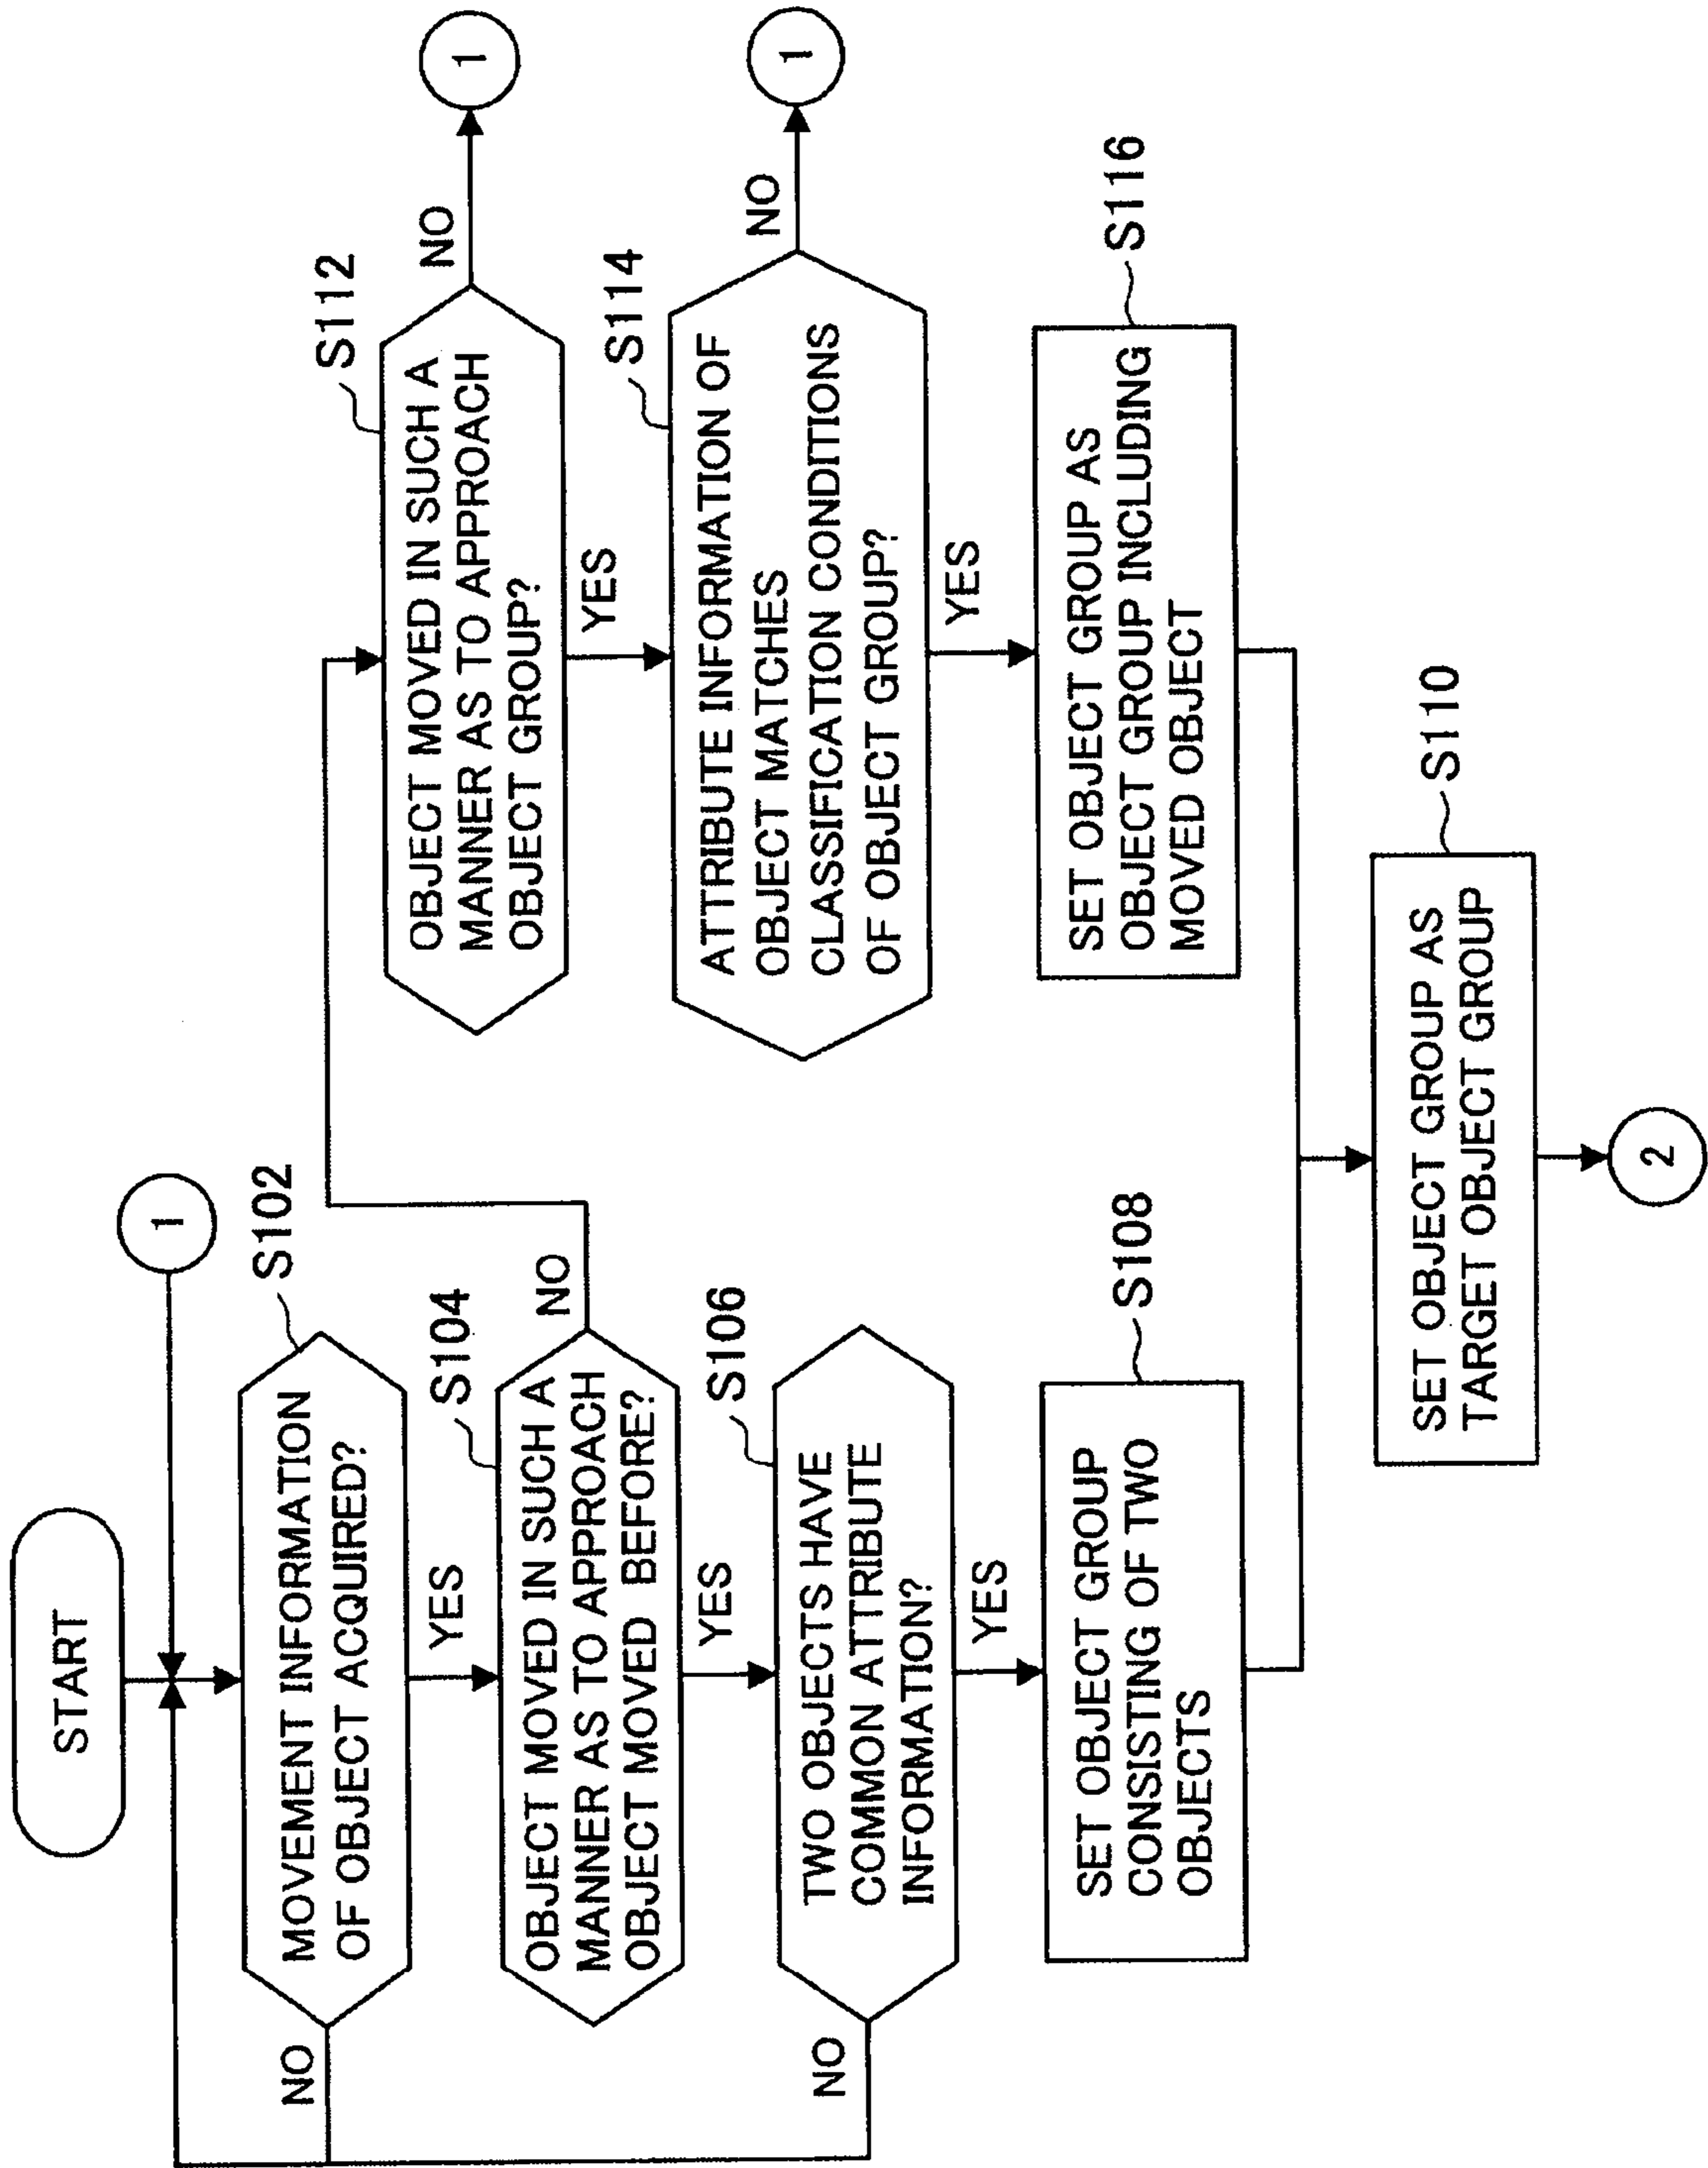 START
1
S102
MOVEMENT INFORMATION
OF OBJECT ACQUIRED?
NO
YES
S104
OBJECT MOVED IN SUCH A
MANNER AS TO APPROACH
OBJECT MOVED BEFORE?
NO
YES
S106
TWO OBJECTS HAVE
COMMON ATTRIBUTE
INFORMATION?
NO
YES
S108
SET OBJECT GROUP
CONSISTING OF TWO
OBJECTS
S112
OBJECT MOVED IN SUCH A
MANNER AS TO APPROACH
OBJECT GROUP?
NO
1
YES
S114
ATTRIBUTE INFORMATION OF
OBJECT MATCHES
CLASSIFICATION CONDITIONS
OF OBJECT GROUP?
NO
1
YES
S116
SET OBJECT GROUP AS
OBJECT GROUP INCLUDING
MOVED OBJECT
S110
SET OBJECT GROUP AS
TARGET OBJECT GROUP
2